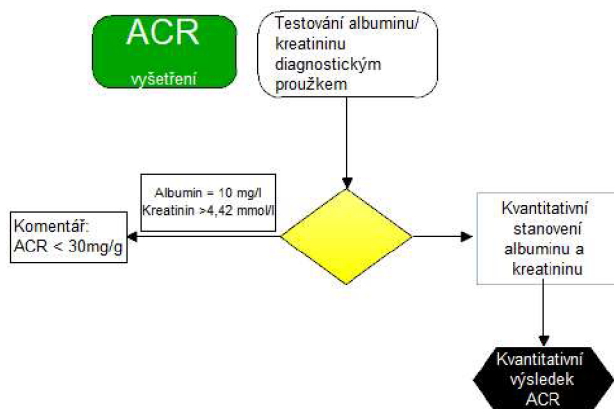 ACR
vyšetření
Testování albuminu/
kreatininu
diagnostickým
proužkem
Albumin = 10 mg/l
Kreatinin >4,42 mmol/l
Komentář:
ACR < 30mg/g
Kvantitativní
stanovení
albuminu a
kreatininu
Kvantitativní
výsledek
ACR